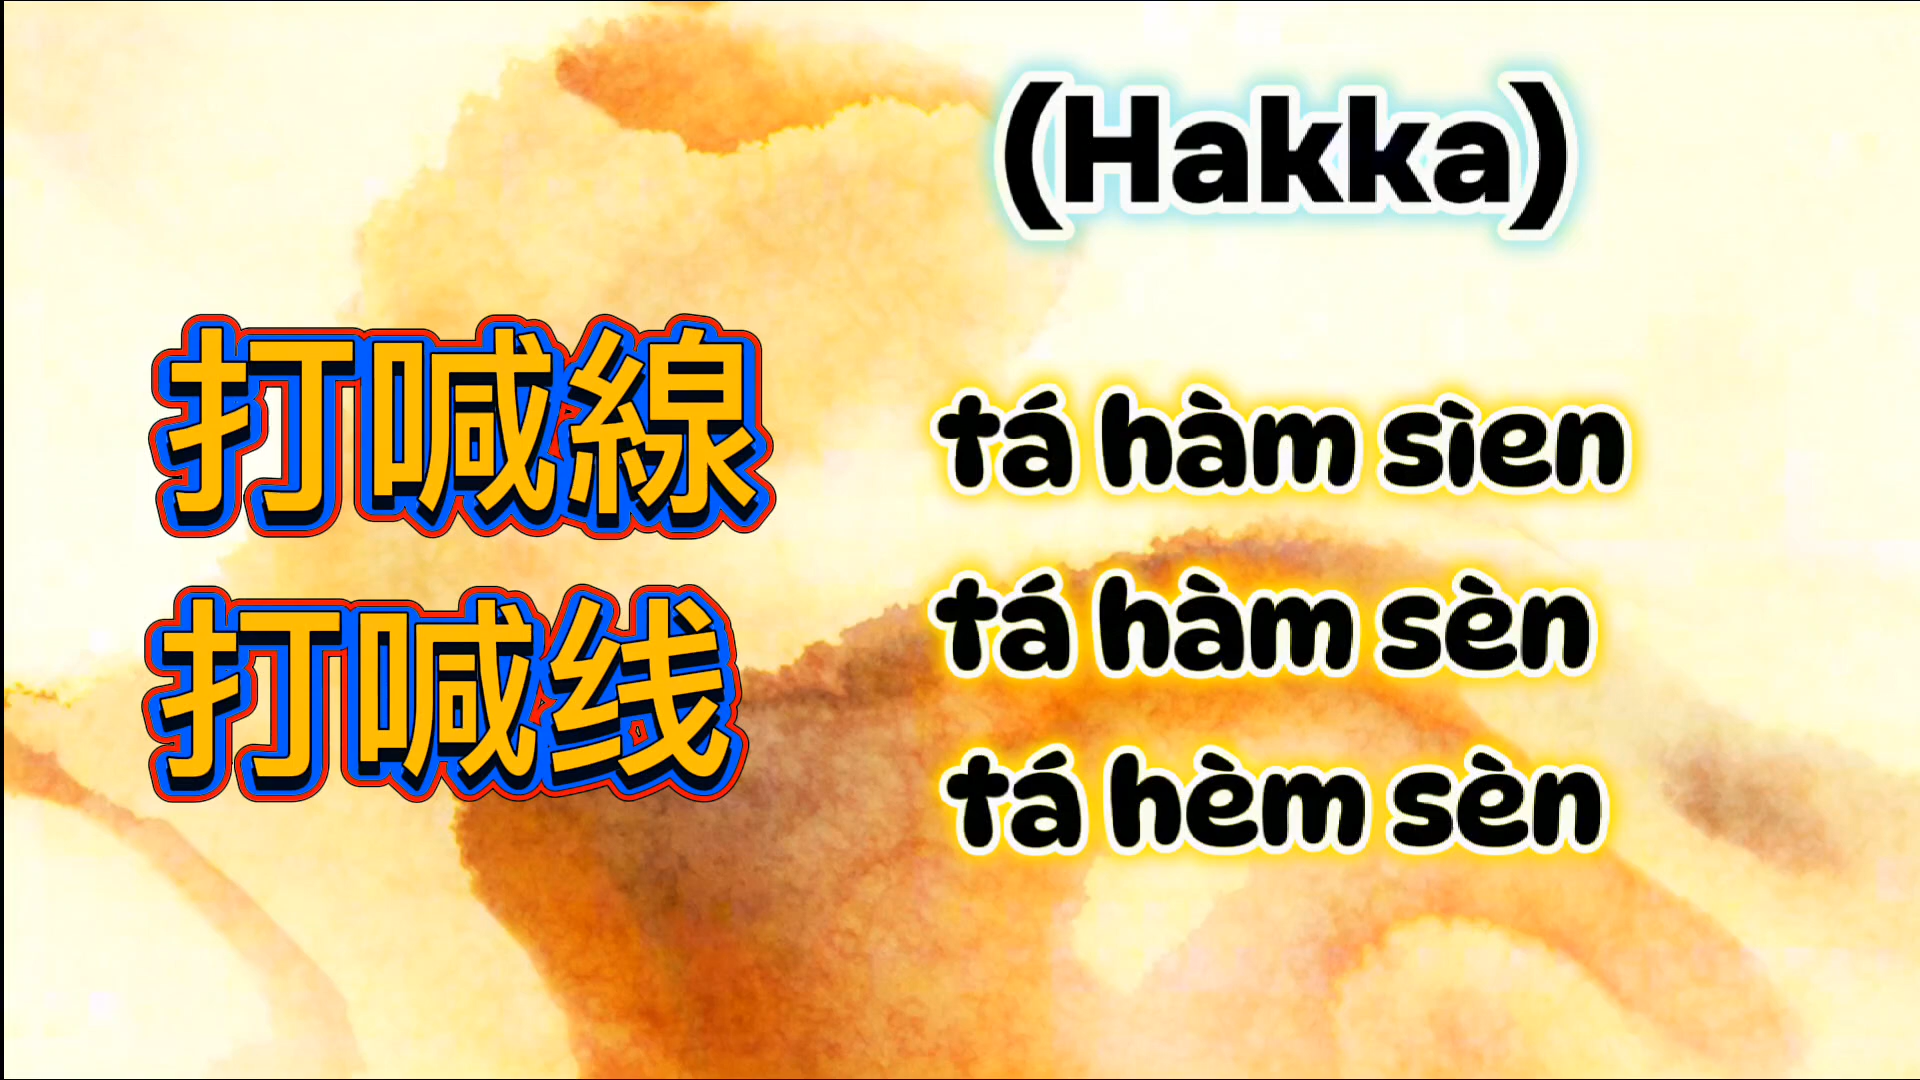 (Hakka)
打喊線
打喊线
tá hàm sìen
tá hàm sèn
tá hèm sèn